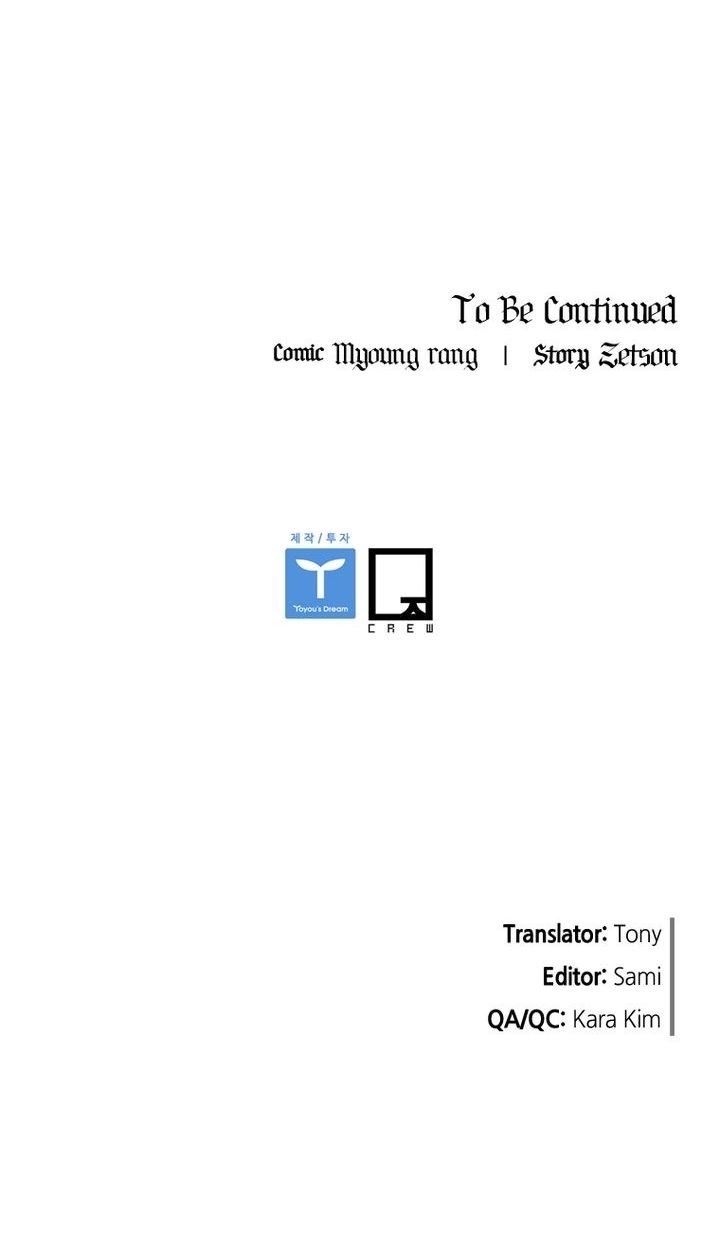 To Be Continued
Comic Myoung rang | Story Zetson
제작/투자
Toyou's Dream
CREW
Translator: Tony
Editor: Sami
QA/QC: Kara Kim